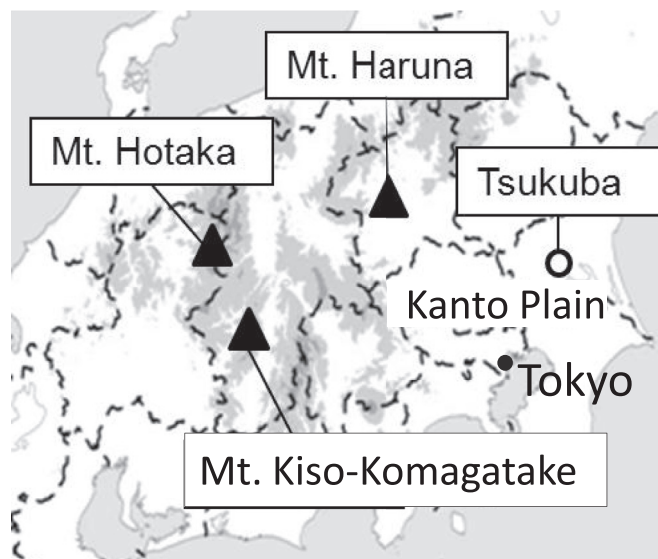 Mt. Haruna
Mt. Hotaka
Tsukuba
Kanto Plain
Tokyo
Mt. Kiso-Komagatake